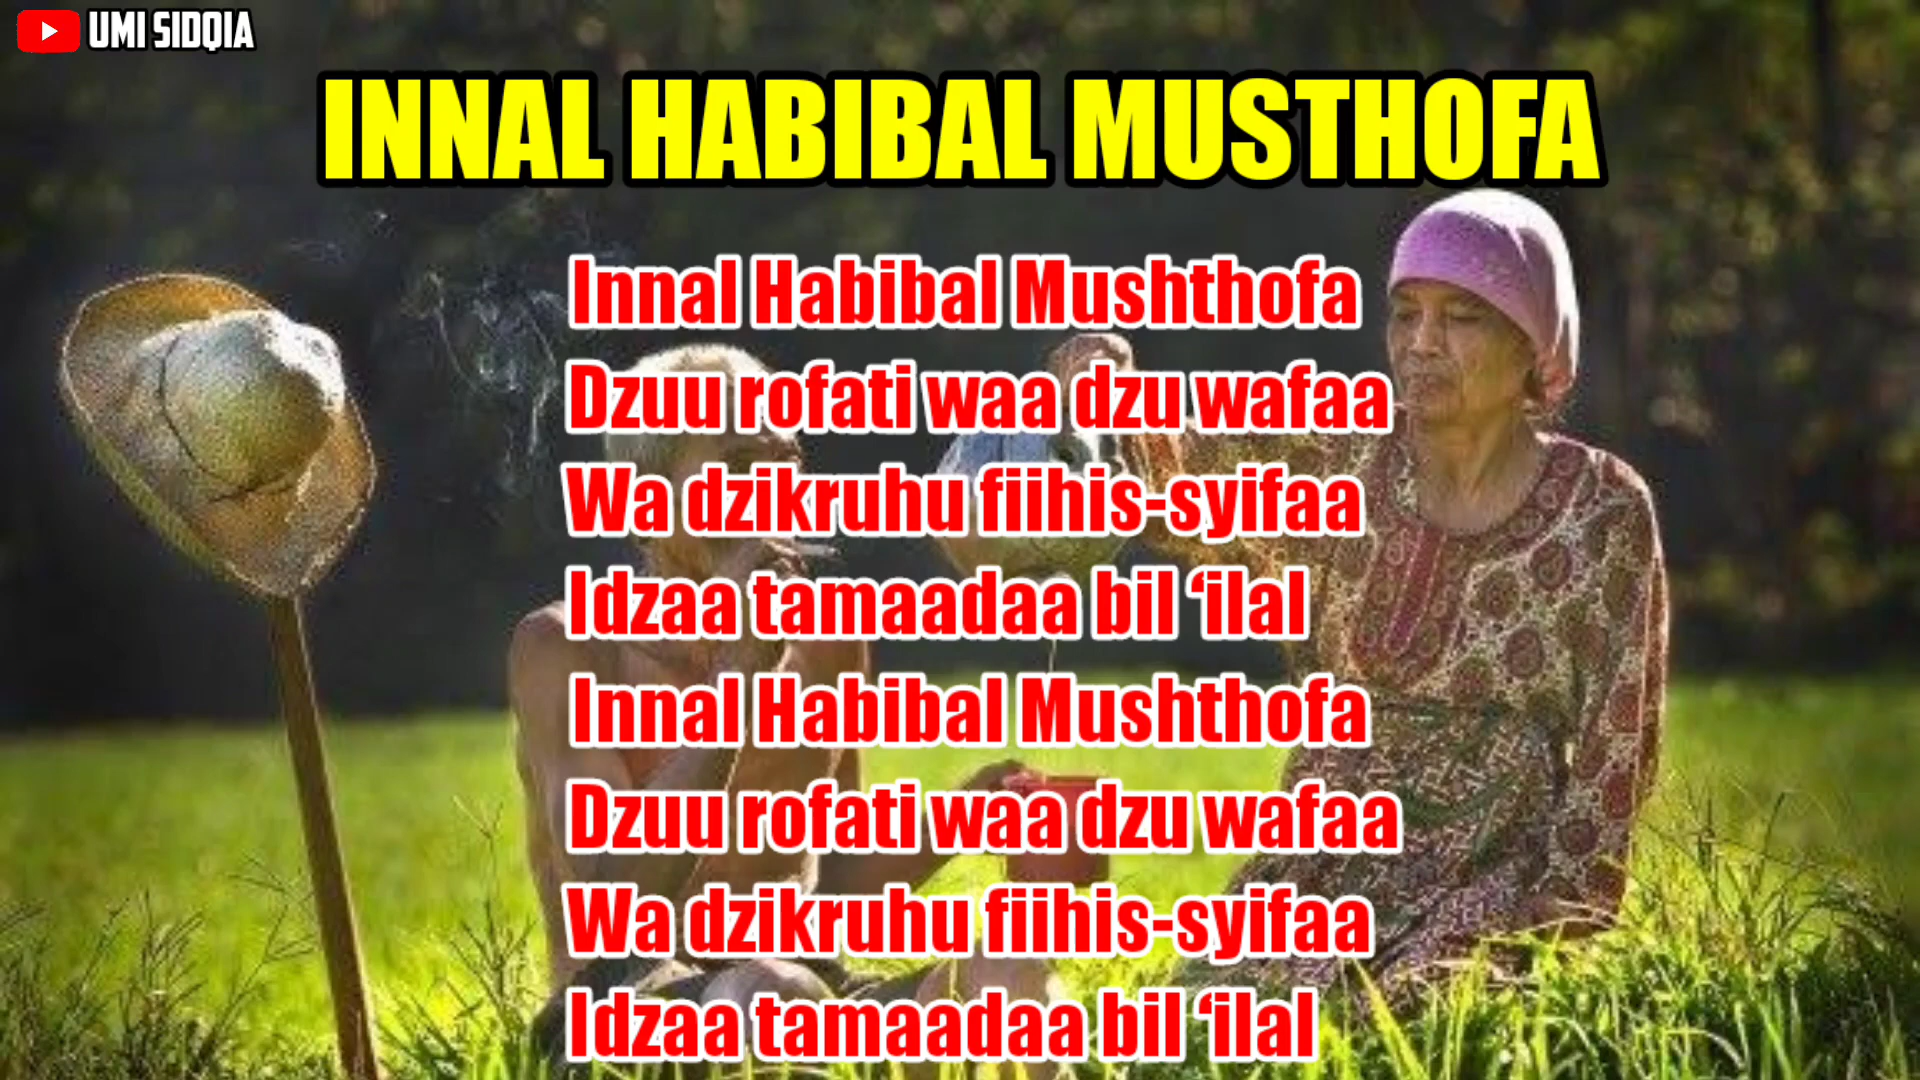 UMI SIDQIA
INNAL HABIBAL MUSTHOFA
Innal Habibal Mushthofa
Dzuu rofati waa dzu wafaa
Wa dzikruhu fiihis-syifaa
Idzaa tamaadaa bil ‘ilal
Innal Habibal Mushthofa
Dzuu rofati waa dzu wafaa
Wa dzikruhu fiihis-syifaa
Idzaa tamaadaa bil ‘ilal